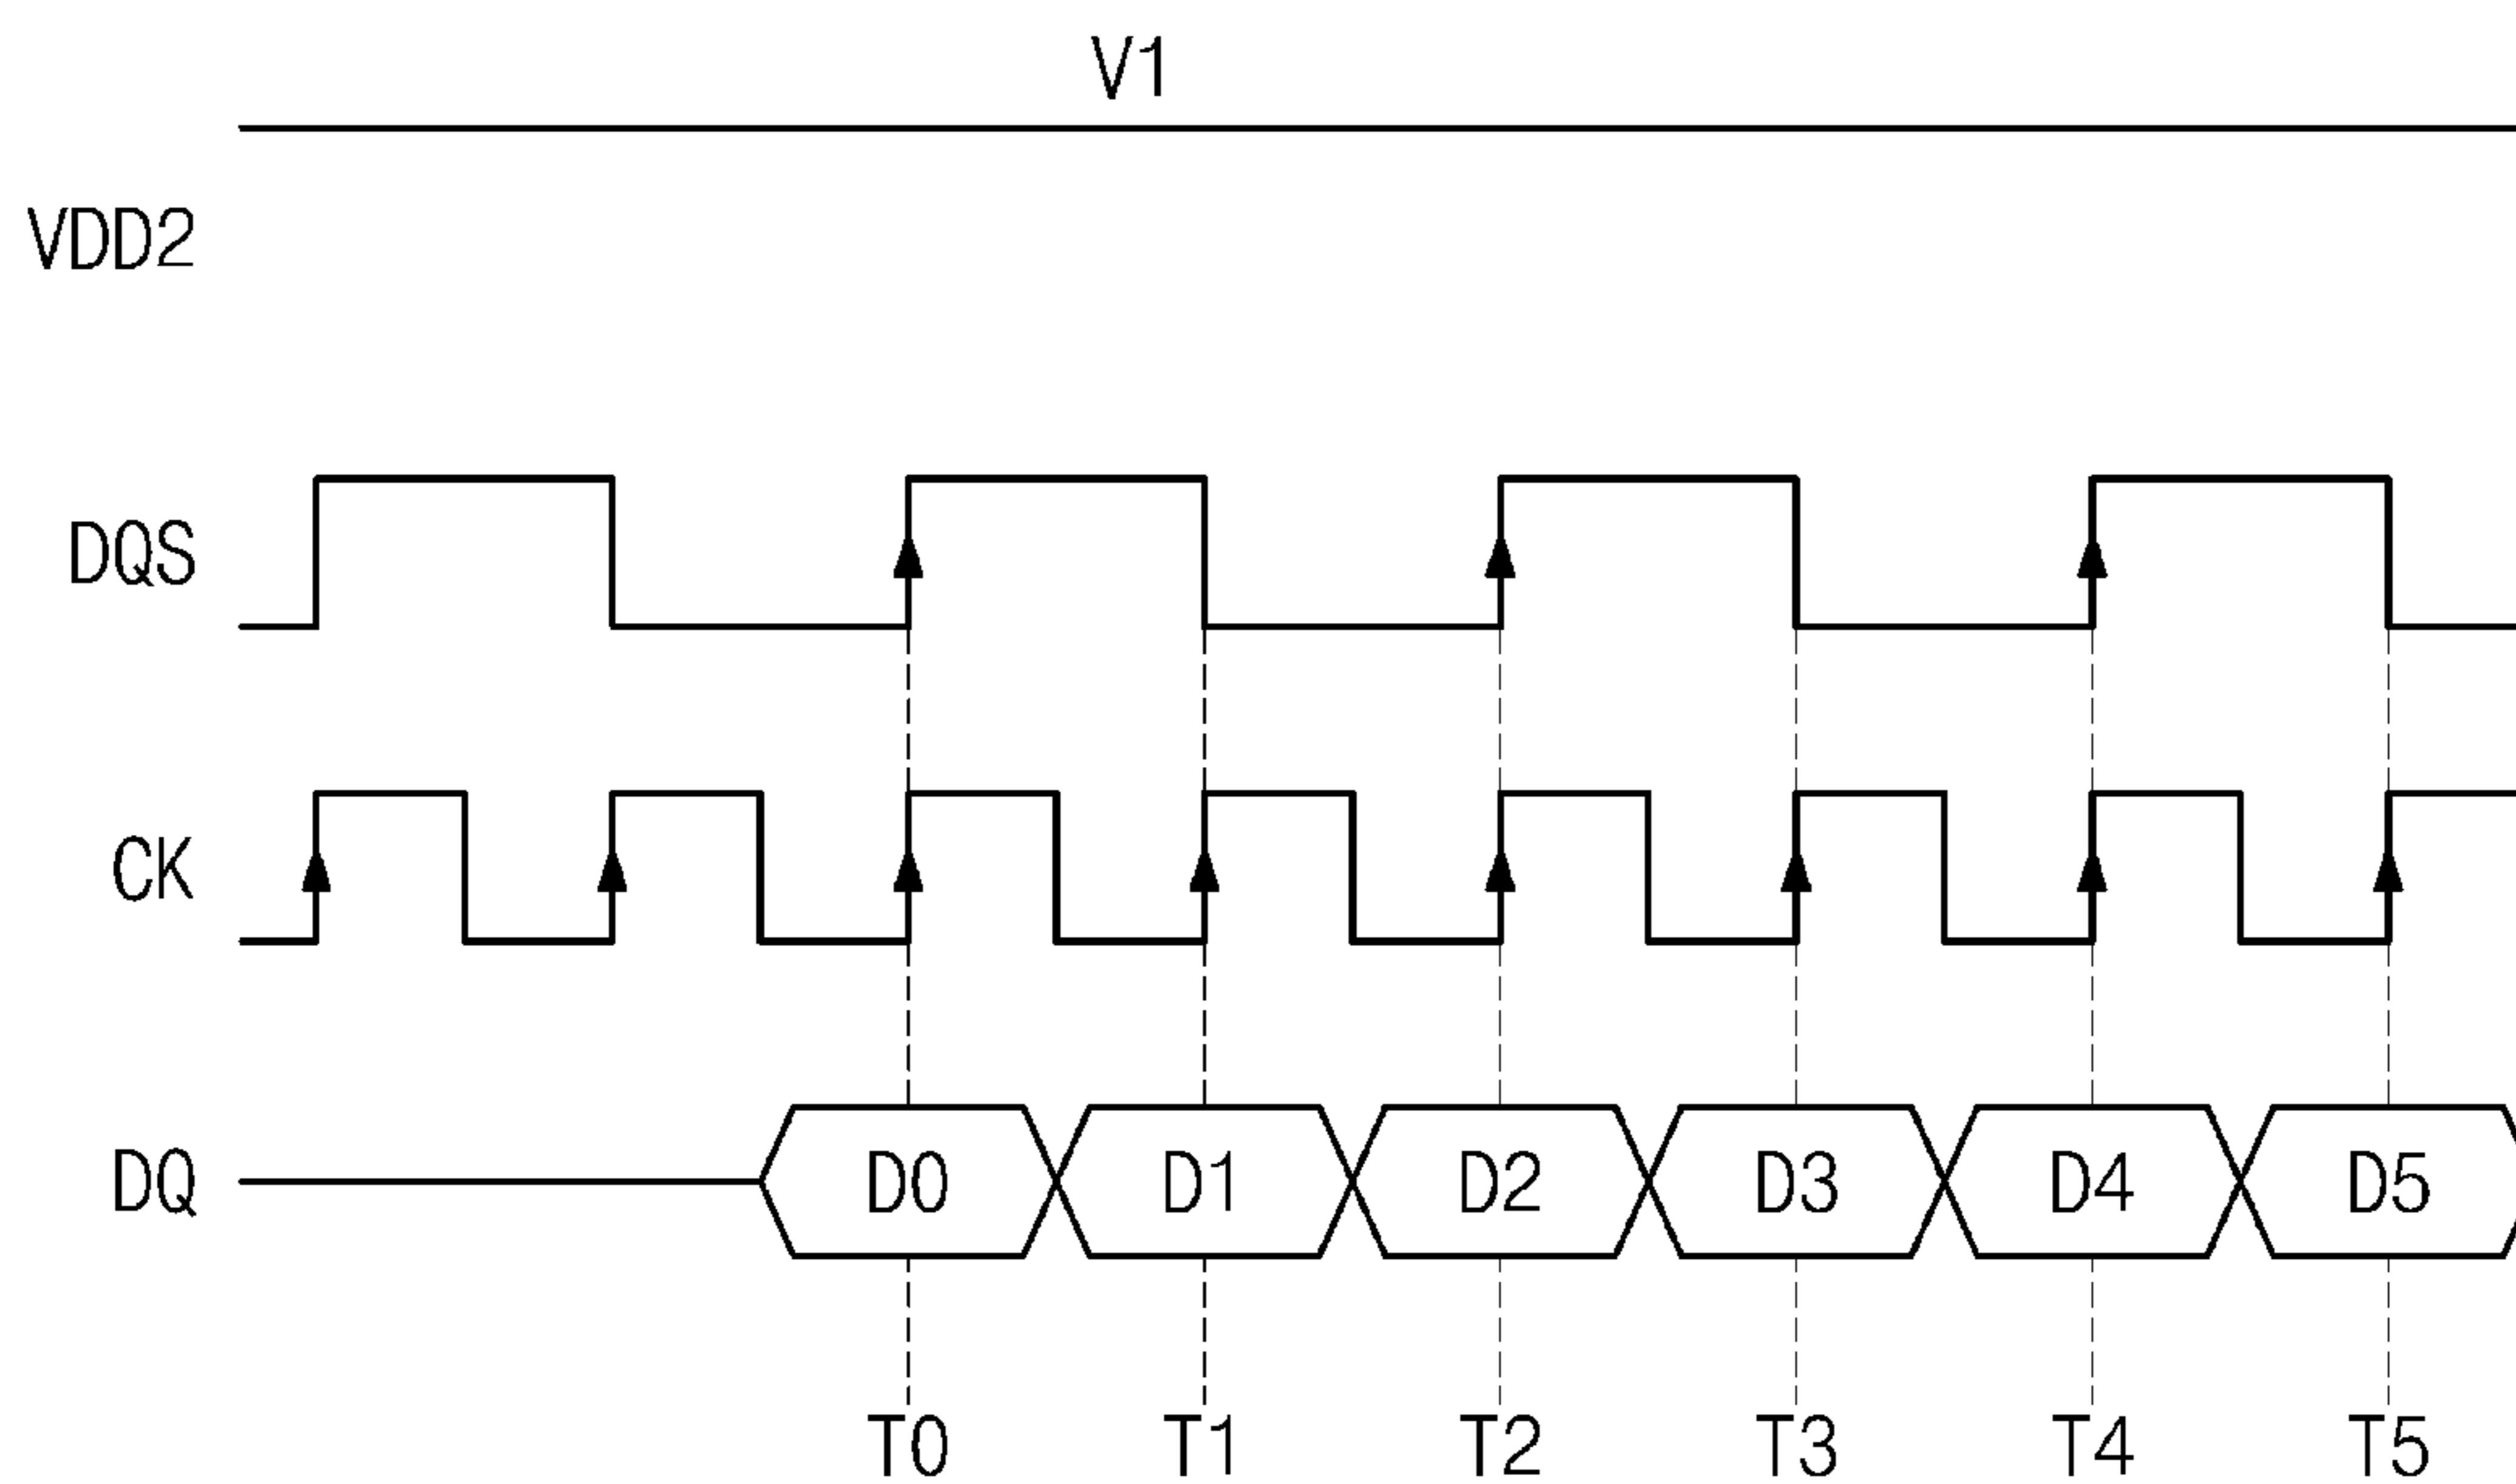 V1
VDD2
DQS
CK
DQ
D0 D1 D2 D3 D4 D5
T0 T1 T2 T3 T4 T5